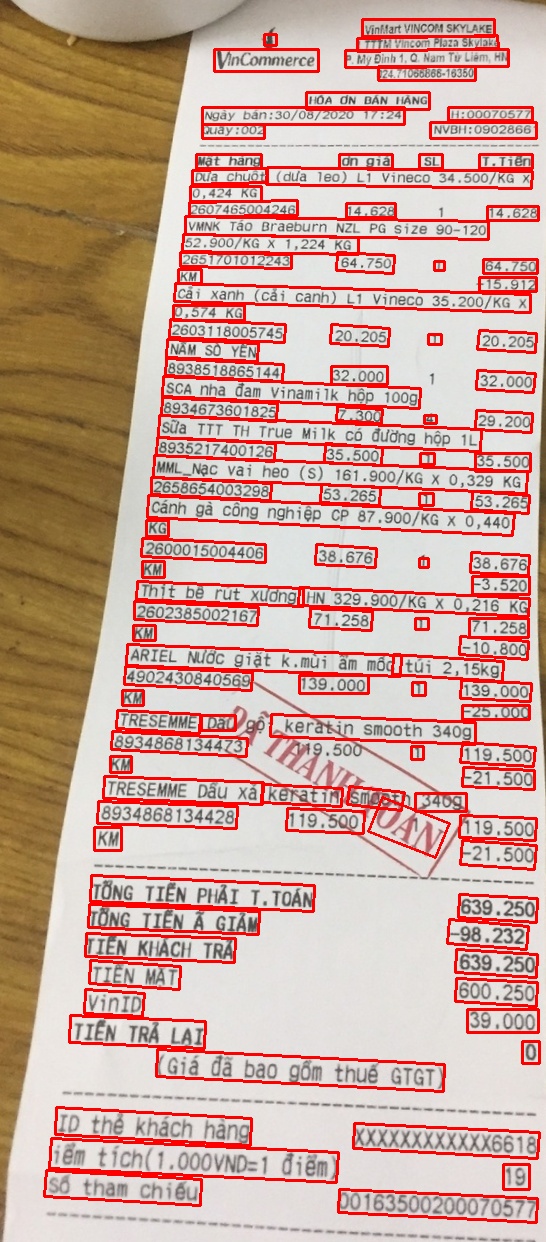 VinCommerce
VinMart VINCOM SKYLAKE
TTTM Vincom Plaza Skylake
P. Mỹ Đình 1, Q. Nam Từ Liêm, HN
024.71066866-16350
HÓA ĐƠN BÁN HÀNG
Ngày bán:30/08/2020 17:24 H:00070577
Quầy:002 NVBH:0902866
Mặt hàng Đơn giá SL T.Tiền
Dưa chuột (dưa leo) L1 Vineco 34.500/KG X
0,424 KG
2607465004246 14.628 1 14.628
VMNK Táo Braeburn NZL PG size 90-120
52.900/KG X 1,224 KG
2651701012243 64.750 1 64.750
KM -15.912
Cải xanh (cải canh) L1 Vineco 35.200/KG X
0,574 KG
2603118005745 20.205 1 20.205
NẤM SÒ YẾN
8938518865144 32.000 1 32.000
SCA nha đam Vinamilk hộp 100g
8934673601825 7.300 4 29.200
Sữa TTT TH True Milk có đường hộp 1L
8935217400126 35.500 1 35.500
MML_Nạc vai heo (S) 161.900/KG X 0,329 KG
2658654003298 53.265 1 53.265
Cánh gà công nghiệp CP 87.900/KG X 0,440
KG
2600015004406 38.676 1 38.676
KM -3.520
Thịt bê rút xương HN 329.900/KG X 0,216 KG
2602385002167 71.258 1 71.258
KM -10.800
ARIEL Nước giặt k.mùi ẩm mốc túi 2,15kg
4902430840569 139.000 1 139.000
KM -25.000
TRESEMME Dầu gội keratin smooth 340g
8934868134473 119.500 1 119.500
KM -21.500
TRESEMME Dầu xả keratin smooth 340g
8934868134428 119.500 119.500
KM -21.500
ĐÃ THANH TOÁN
TỔNG TIỀN PHẢI T.TOÁN 639.250
TỔNG TIỀN ĐÃ GIẢM -98.232
TIỀN KHÁCH TRẢ 639.250
TIỀN MẶT 600.250
VinID 39.000
TIỀN TRẢ LẠI 0
(Giá đã bao gồm thuế GTGT)
ID thẻ khách hàng XXXXXXXXXXXX6618
Điểm tích(1.000VND=1 điểm) 19
Số tham chiếu 00163500200070577